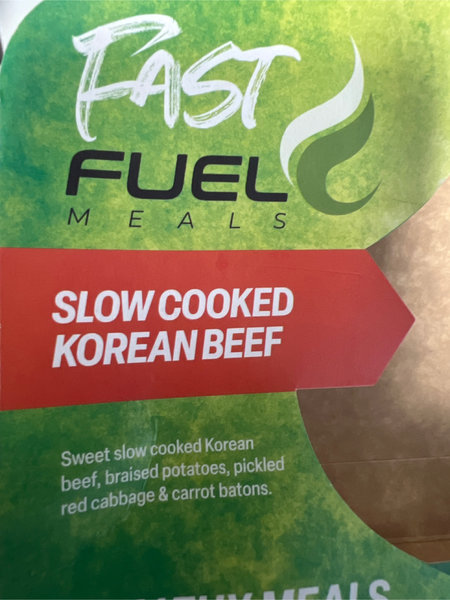 FAST
FUEL
MEALS
SLOW COOKED
KOREAN BEEF
Sweet slow cooked Korean
beef, braised potatoes, pickled
red cabbage & carrot batons.
MEALS